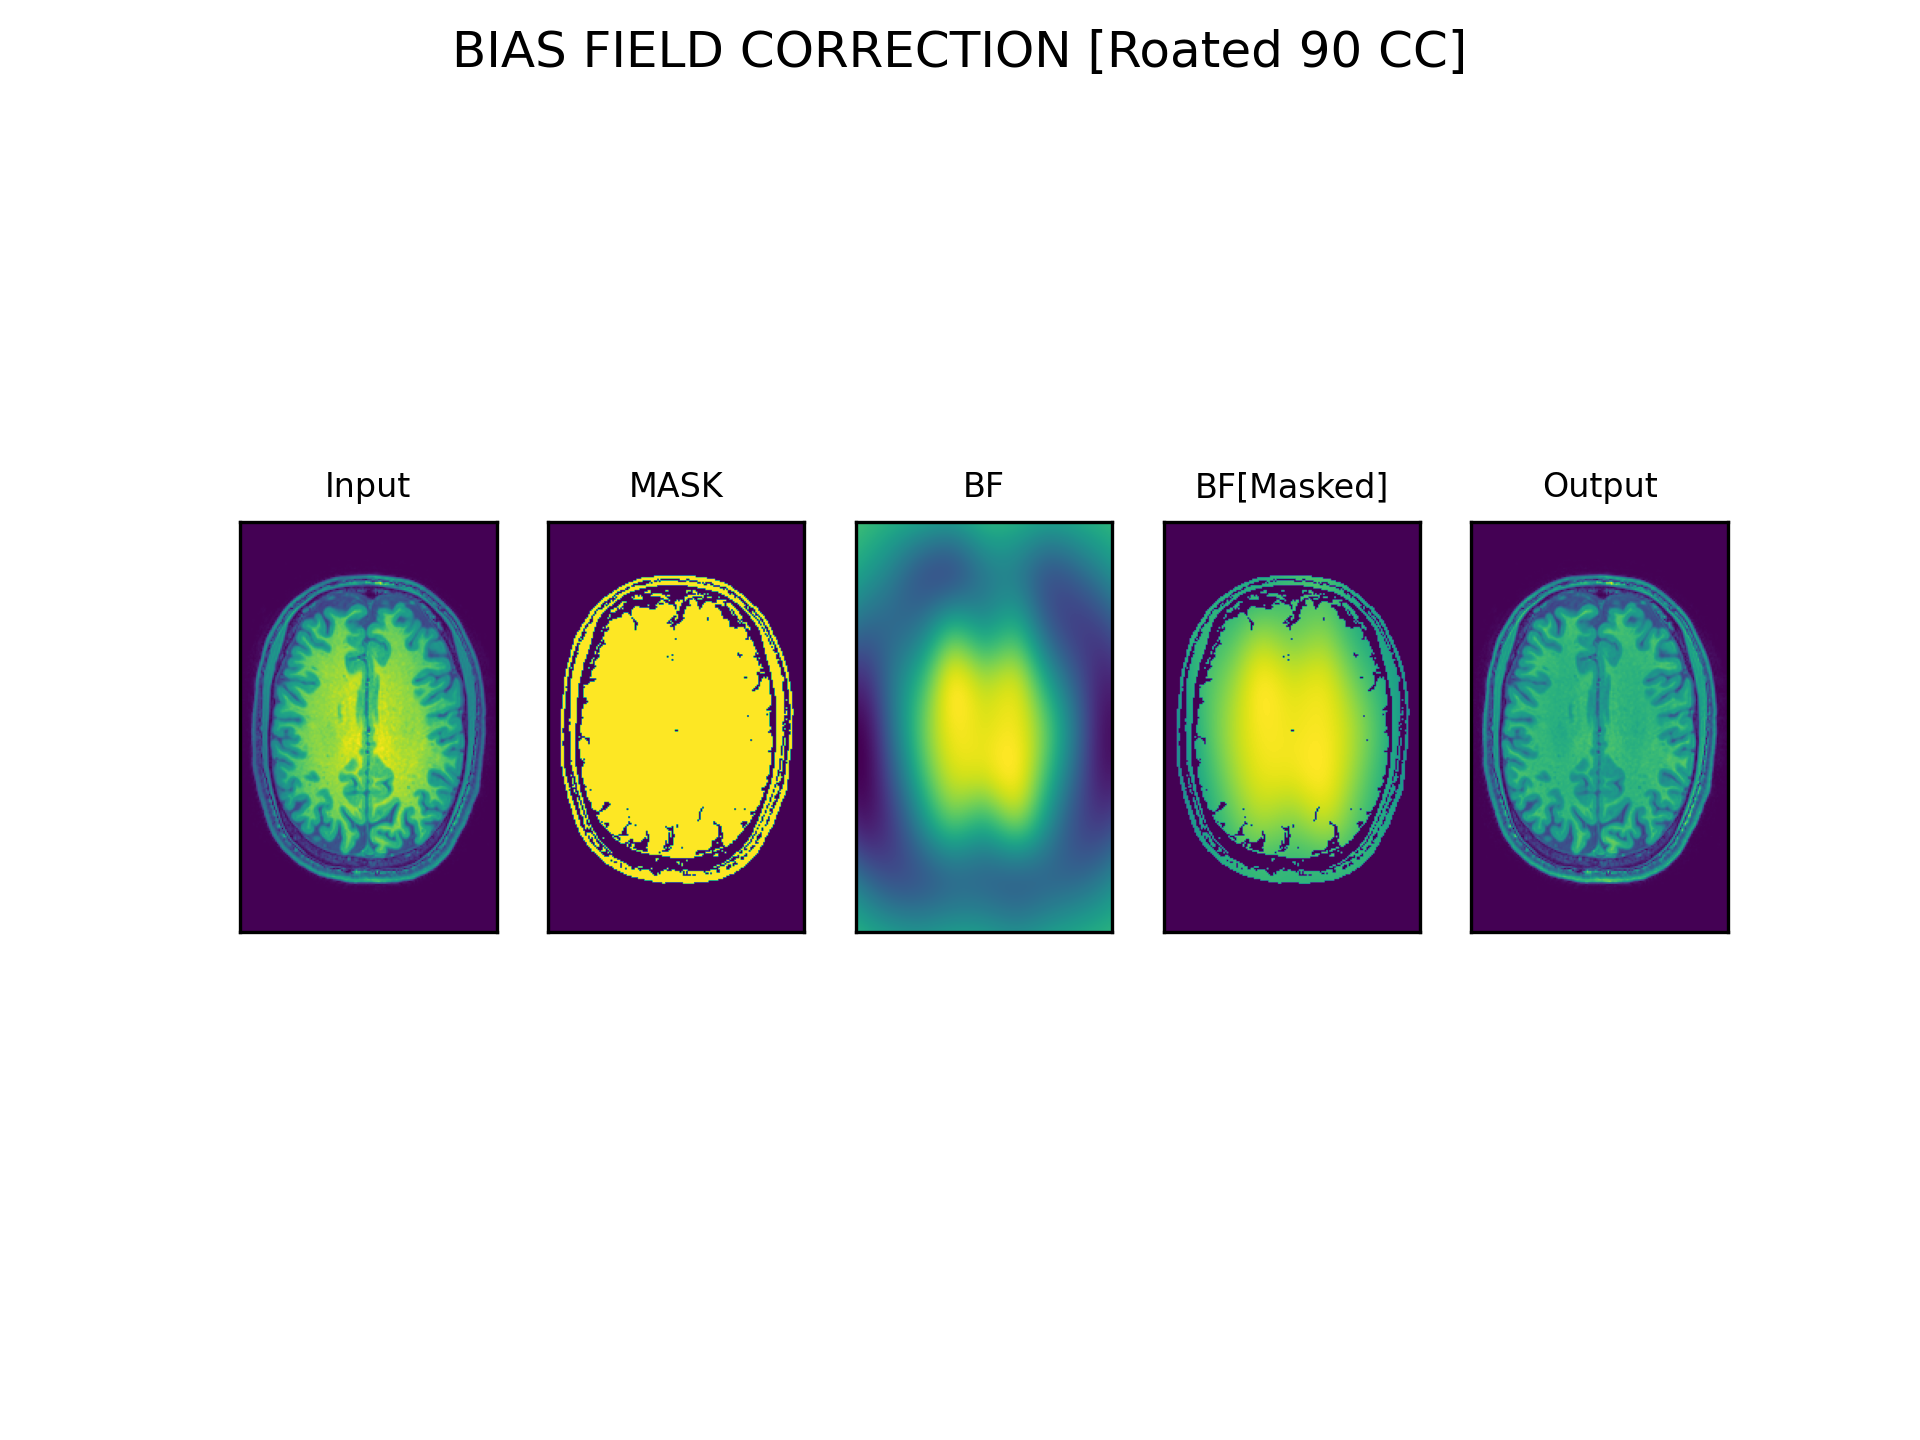 BIAS FIELD CORRECTION [Roated 90 CC]
Input
MASK
BF
BF[Masked]
Output